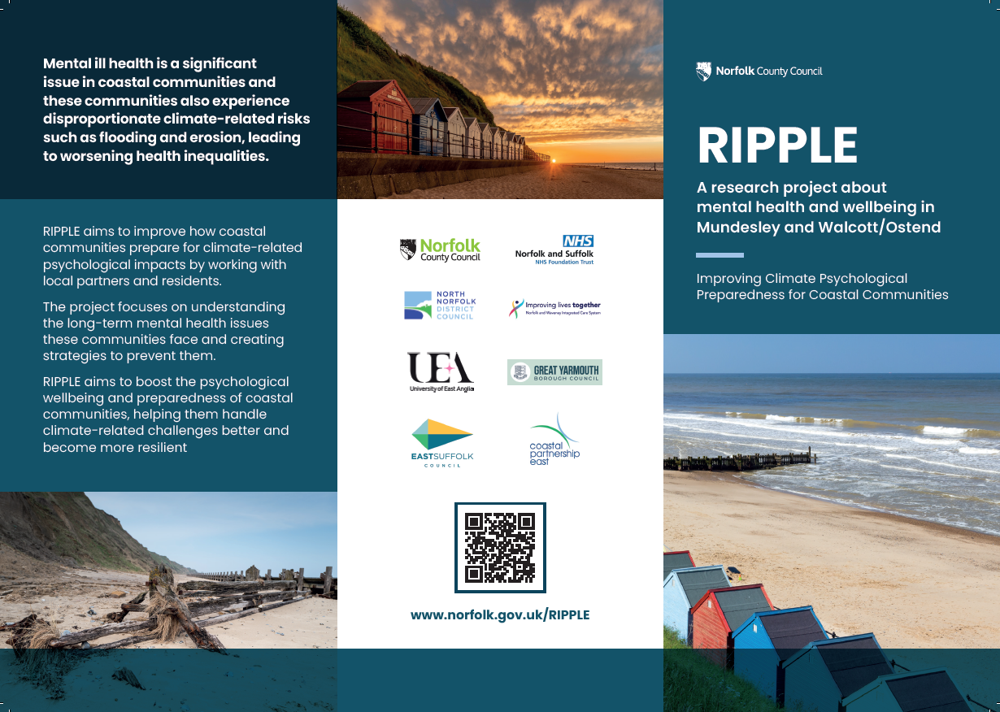 Mental ill health is a significant
issue in coastal communities and
these communities also experience
disproportionate climate-related risks
such as flooding and erosion, leading
to worsening health inequalities.
RIPPLE aims to improve how coastal
communities prepare for climate-related
psychological impacts by working with
local partners and residents.
The project focuses on understanding
the long-term mental health issues
these communities face and creating
strategies to prevent them.
RIPPLE aims to boost the psychological
wellbeing and preparedness of coastal
communities, helping them handle
climate-related challenges better and
become more resilient
Norfolk
County Council
NHS
Norfolk and Suffolk
NHS Foundation Trust
NORTH
NORFOLK
DISTRICT
COUNCIL
Improving lives together
Norfolk and Waveney Integrated Care System
UEA
University of East Anglia
GREAT YARMOUTH
BOROUGH COUNCIL
EASTSUFFOLK
COUNCIL
coastal
partnership
east
www.norfolk.gov.uk/RIPPLE
Norfolk County Council
RIPPLE
A research project about
mental health and wellbeing in
Mundesley and Walcott/Ostend
Improving Climate Psychological
Preparedness for Coastal Communities